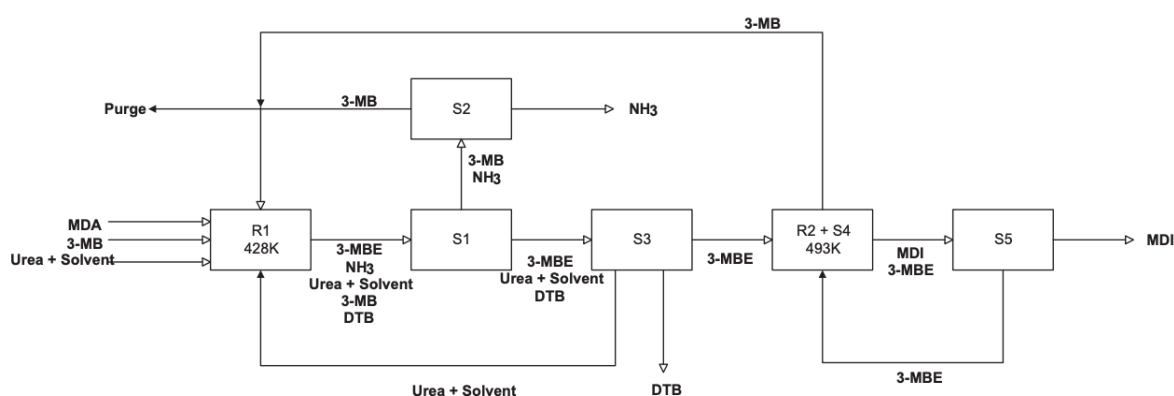 3-MB
Purge
3-MB
S2
NH3
3-MB
NH3
MDA
3-MB
Urea + Solvent
R1
428K
3-MBE
NH3
Urea + Solvent
3-MB
DTB
S1
3-MBE
Urea + Solvent
DTB
S3
3-MBE
R2 + S4
493K
MDI
3-MBE
S5
MDI
Urea + Solvent
DTB
3-MBE